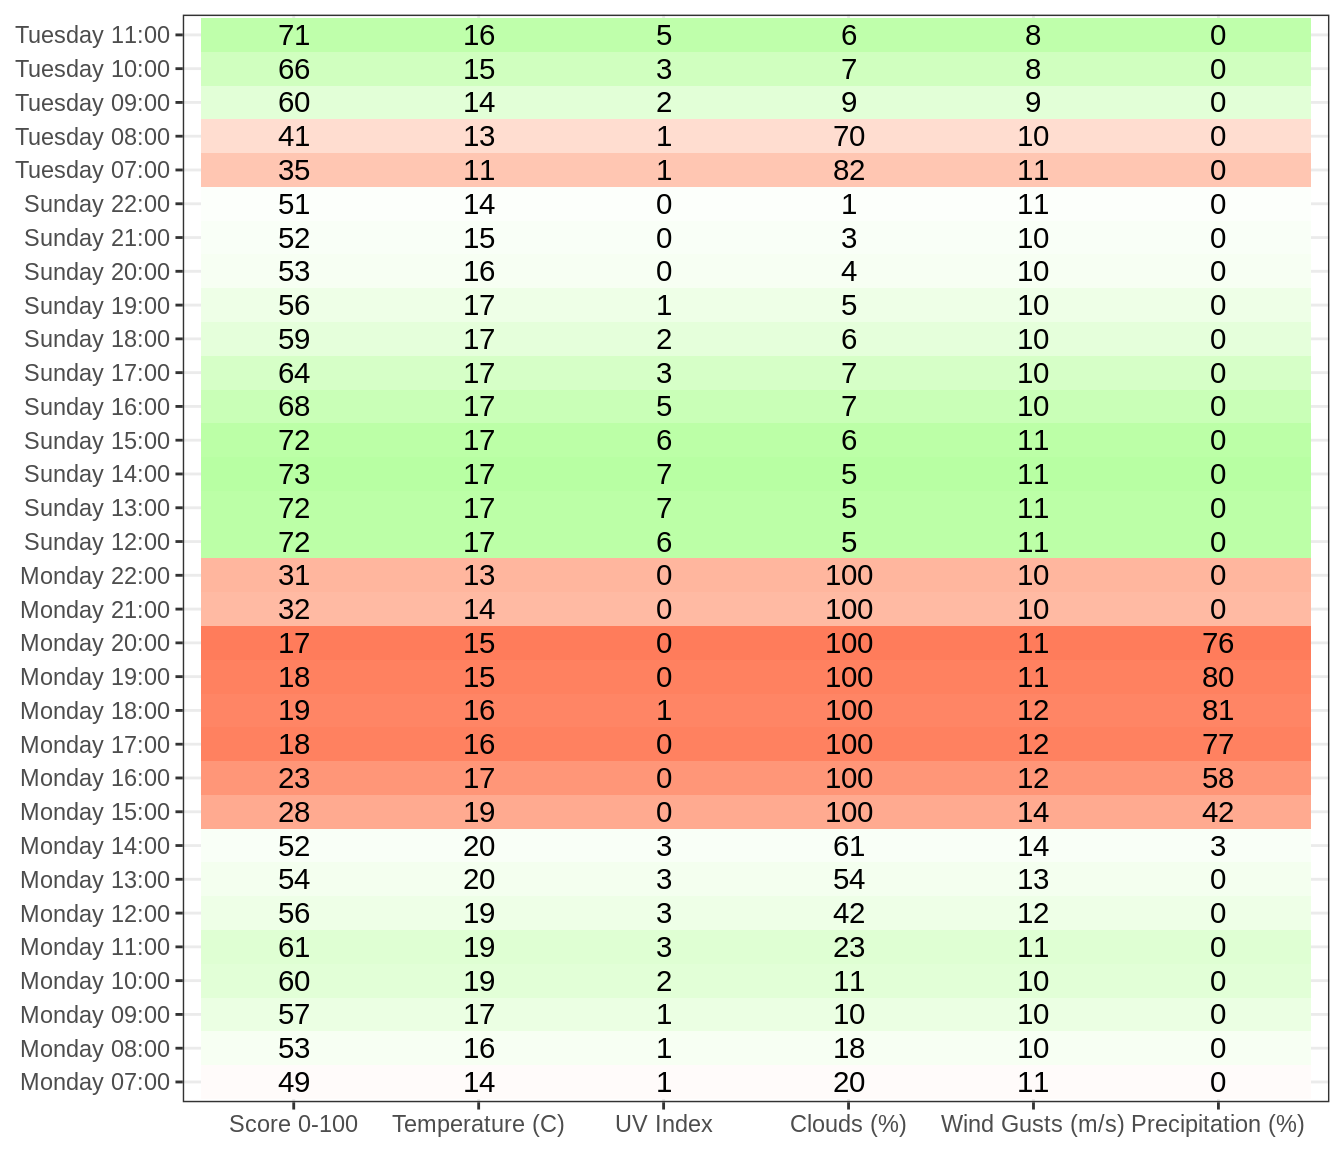 Tuesday 11:00 71 16 5 6 8 0
Tuesday 10:00 66 15 3 7 8 0
Tuesday 09:00 60 14 2 9 9 0
Tuesday 08:00 41 13 1 70 10 0
Tuesday 07:00 35 11 1 82 11 0
Sunday 22:00 51 14 0 1 11 0
Sunday 21:00 52 15 0 3 10 0
Sunday 20:00 53 16 0 4 10 0
Sunday 19:00 56 17 1 5 10 0
Sunday 18:00 59 17 2 6 10 0
Sunday 17:00 64 17 3 7 10 0
Sunday 16:00 68 17 5 7 10 0
Sunday 15:00 72 17 6 6 11 0
Sunday 14:00 73 17 7 5 11 0
Sunday 13:00 72 17 7 5 11 0
Sunday 12:00 72 17 6 5 11 0
Monday 22:00 31 13 0 100 10 0
Monday 21:00 32 14 0 100 10 0
Monday 20:00 17 15 0 100 11 76
Monday 19:00 18 15 0 100 11 80
Monday 18:00 19 16 1 100 12 81
Monday 17:00 18 16 0 100 12 77
Monday 16:00 23 17 0 100 12 58
Monday 15:00 28 19 0 100 14 42
Monday 14:00 52 20 3 61 14 3
Monday 13:00 54 20 3 54 13 0
Monday 12:00 56 19 3 42 12 0
Monday 11:00 61 19 3 23 11 0
Monday 10:00 60 19 2 11 10 0
Monday 09:00 57 17 1 10 10 0
Monday 08:00 53 16 1 18 10 0
Monday 07:00 49 14 1 20 11 0
Score 0-100 Temperature (C) UV Index Clouds (%) Wind Gusts (m/s) Precipitation (%)